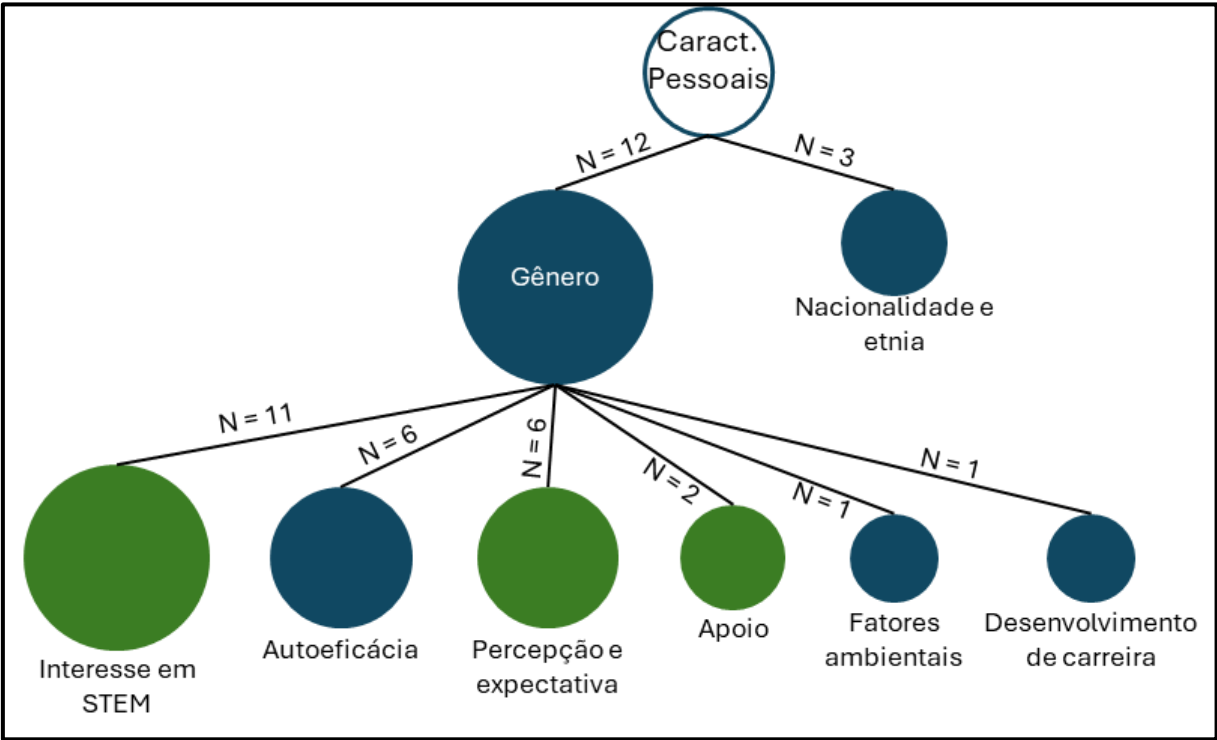 Caract.
Pessoais
N = 12
N = 3
Gênero
Nacionalidade e
etnia
N = 11
N = 6
N = 6
N = 2
N = 1
N = 1
Interesse em
STEM
Autoeficácia
Percepção e
expectativa
Apoio
Fatores
ambientais
Desenvolvimento
de carreira